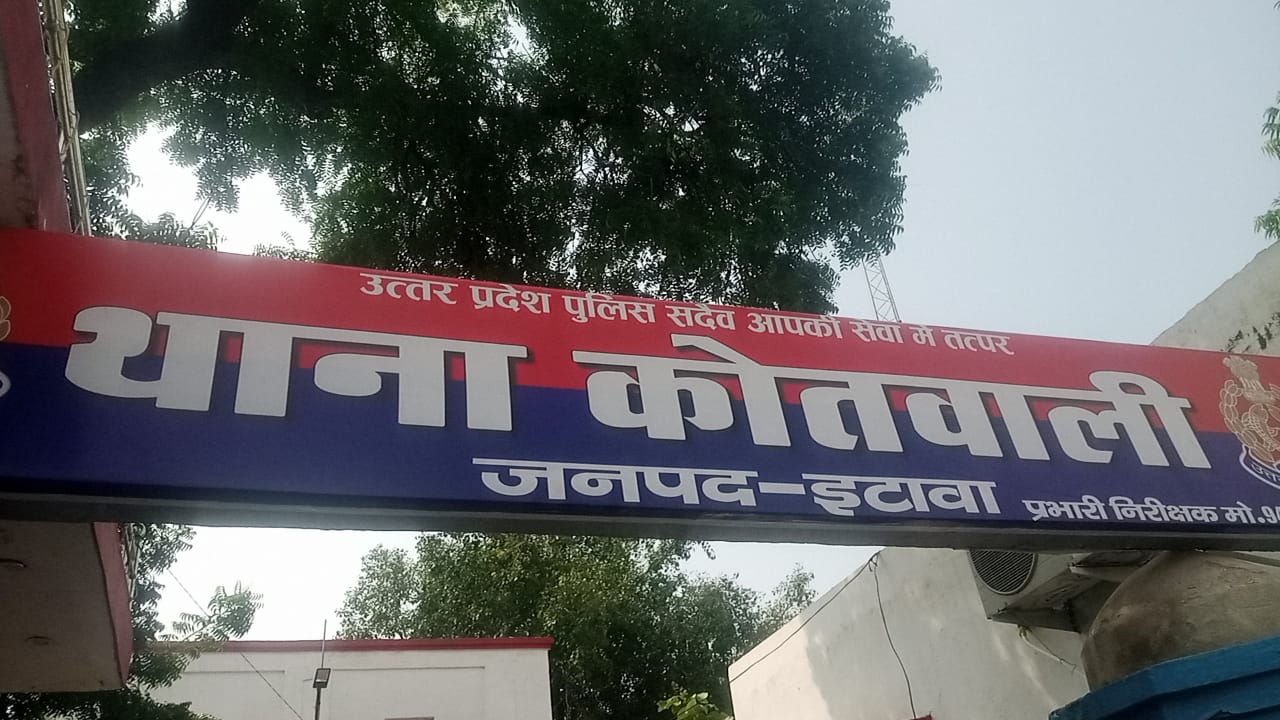 उत्तर प्रदेश पुलिस सदैव आपकी सेवा में तत्पर
थाना कोतवाली
जनपद-इटावा
प्रभारी निरीक्षक मो.